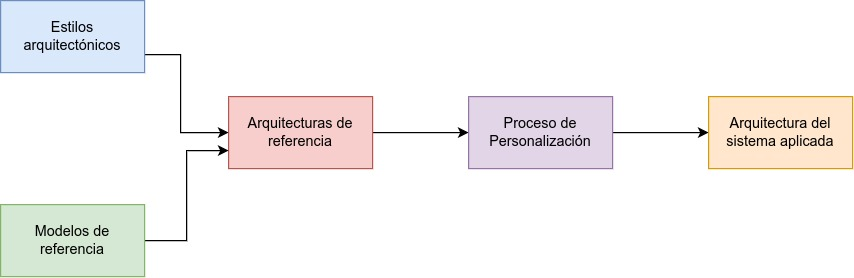 Estilos
arquitectónicos
Arquitecturas de
referencia
Proceso de
Personalización
Arquitectura del
sistema aplicada
Modelos de
referencia